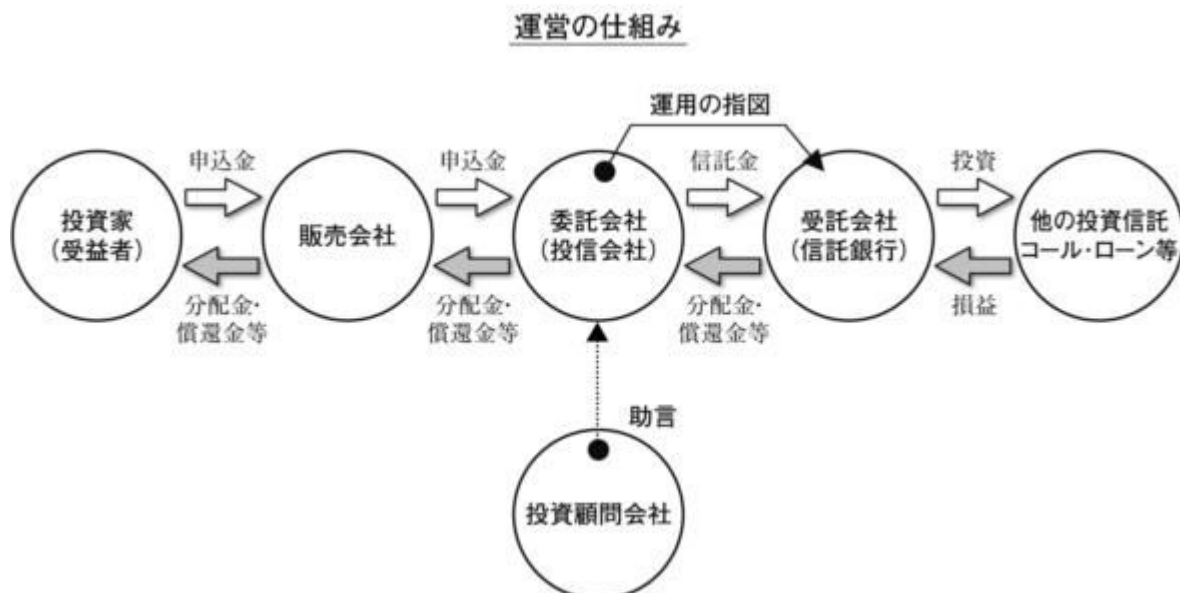 運営の仕組み
運用の指図
申込金
申込金
信託金
投資
投資家
(受益者)
販売会社
委託会社
(投信会社)
受託会社
(信託銀行)
他の投資信託
コール・ローン等
分配金・
償還金等
分配金・
償還金等
分配金・
償還金等
損益
助言
投資顧問会社